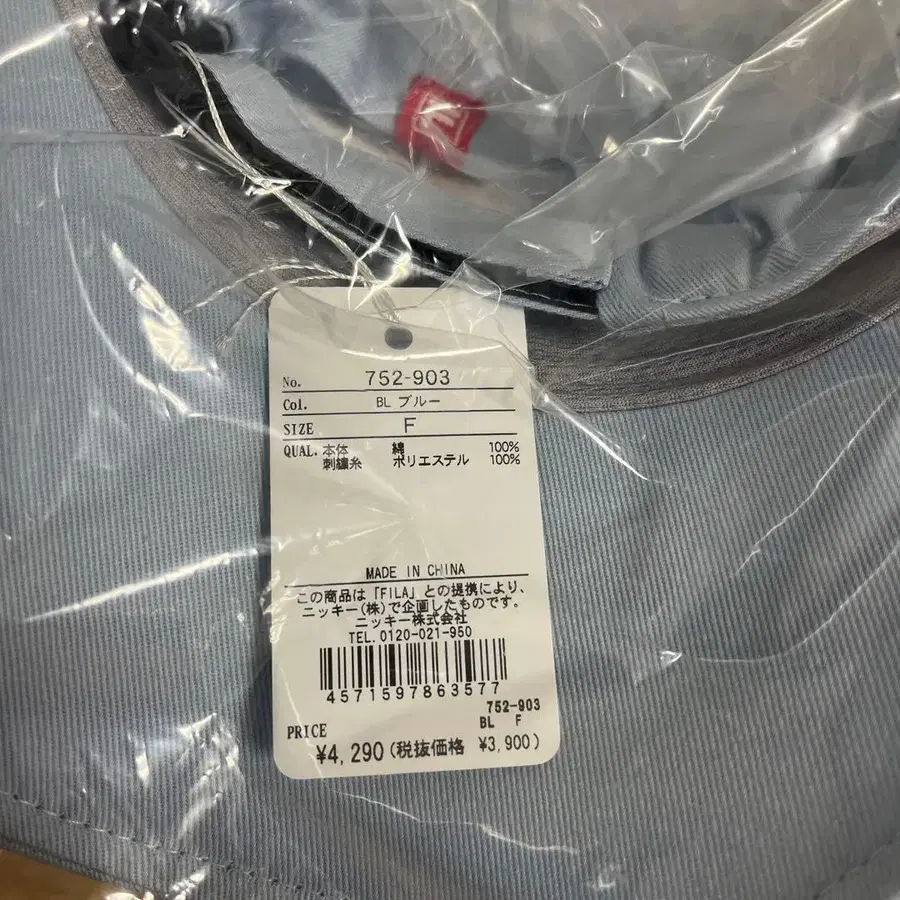 No. 752-903
Col. BL ブルー
SIZE F
QUAL. 本体 綿 100%
刺繍糸 ポリエステル 100%
MADE IN CHINA
この商品は「FILA」との提携により、
ニッキー(株)で企画したものです。
ニッキー株式会社
TEL. 0120-021-950
4571597863577
752-903
BL F
PRICE
¥4,290(税抜価格 ¥3,900)